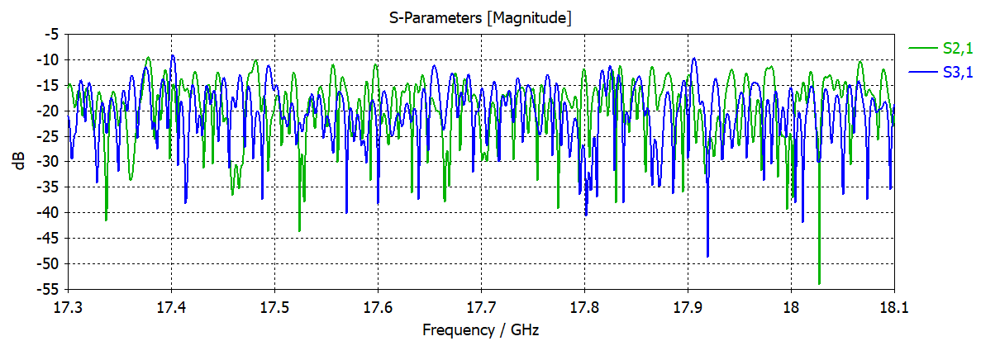 S-Parameters [Magnitude]
-5
-10
-15
-20
-25
-30
-35
-40
-45
-50
-55
dB
17.3 17.4 17.5 17.6 17.7 17.8 17.9 18 18.1
Frequency / GHz
S2,1
S3,1